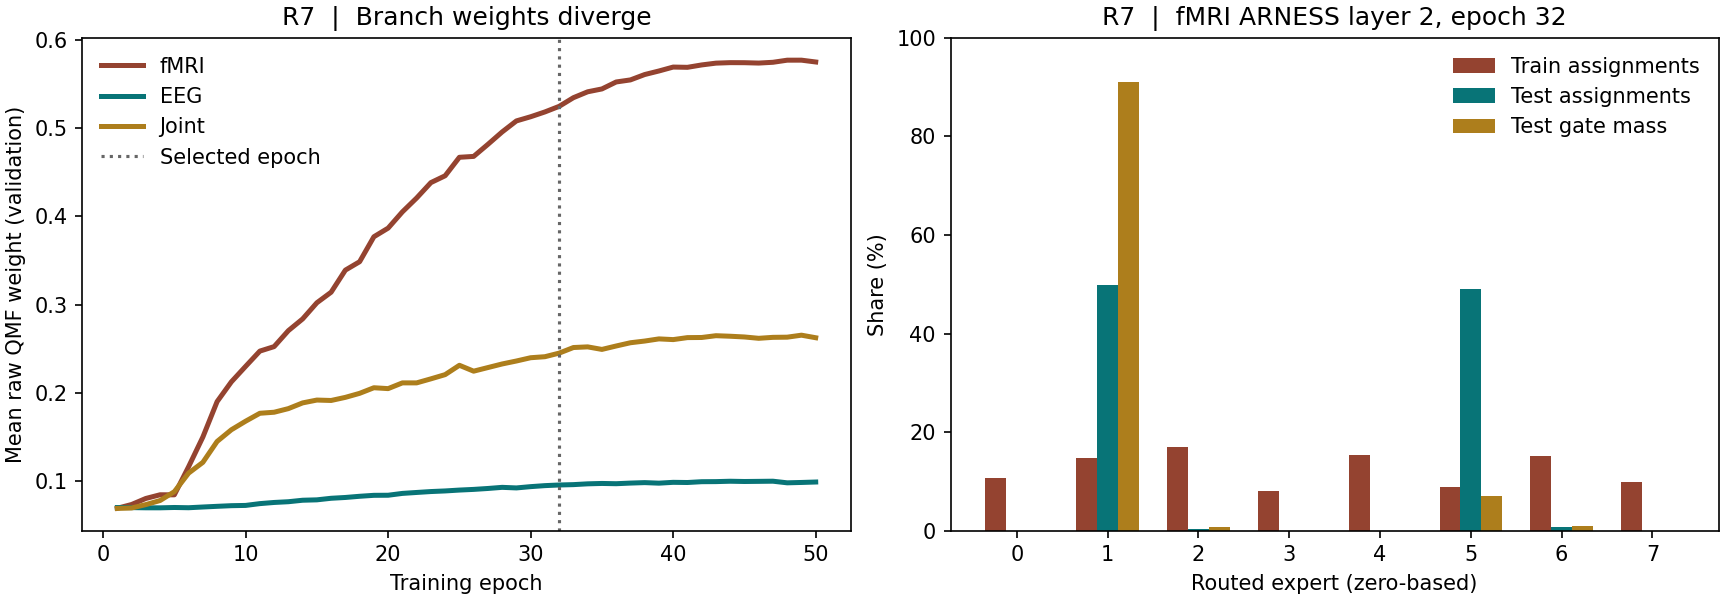 R7 | Branch weights diverge
Mean raw QMF weight (validation)
0.6
0.5
0.4
0.3
0.2
0.1
fMRI
EEG
Joint
Selected epoch
0 10 20 30 40 50
Training epoch
R7 | fMRI ARNESS layer 2, epoch 32
Share (%)
100
80
60
40
20
0
Train assignments
Test assignments
Test gate mass
0 1 2 3 4 5 6 7
Routed expert (zero-based)